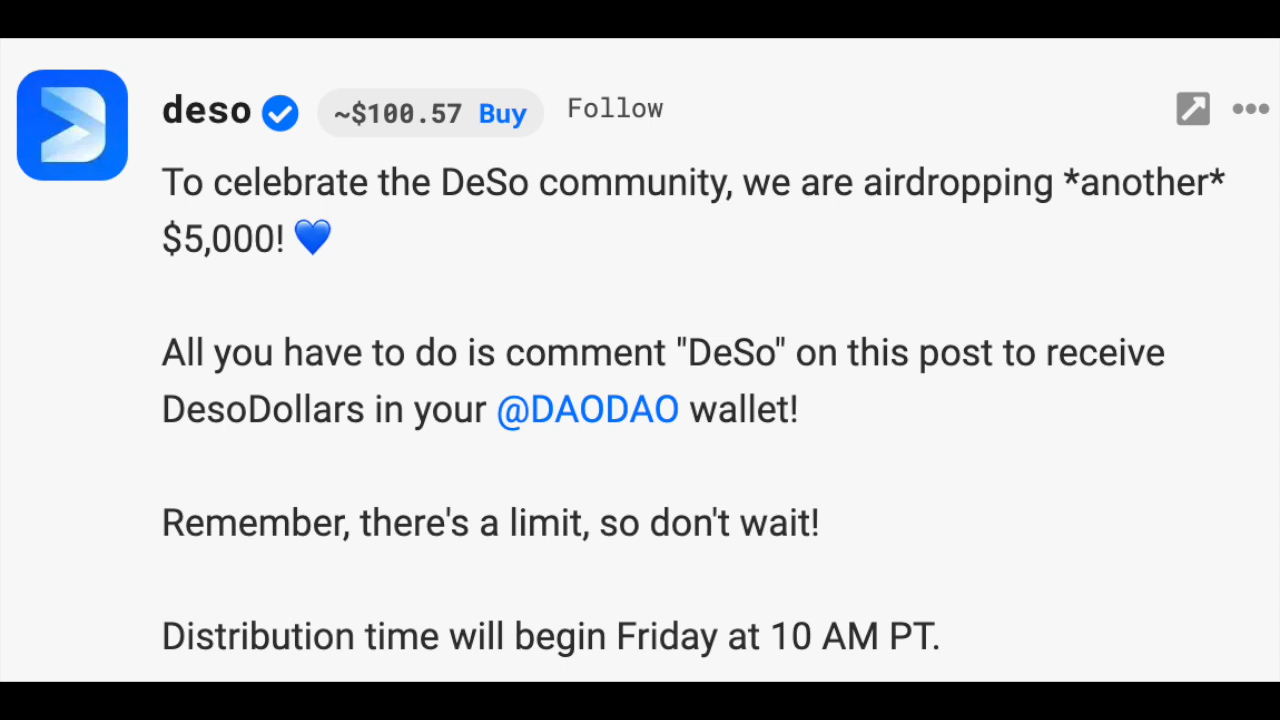 deso ~$100.57 Buy Follow
To celebrate the DeSo community, we are airdropping *another*
$5,000! 💙
All you have to do is comment "DeSo" on this post to receive
DesoDollars in your @DAODAO wallet!
Remember, there's a limit, so don't wait!
Distribution time will begin Friday at 10 AM PT.